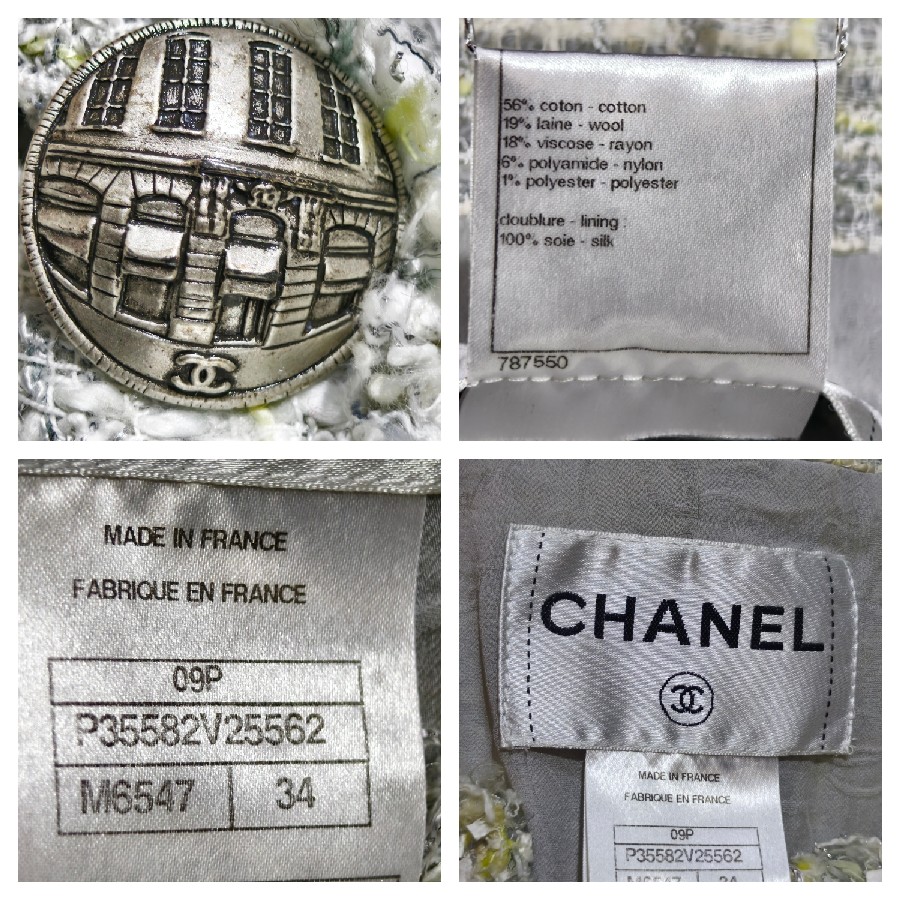 56% coton - cotton
19% laine - wool
18% viscose - rayon
6% polyamide - nylon
1% polyester - polyester
doublure - lining :
100% soie - silk
787550
MADE IN FRANCE
FABRIQUE EN FRANCE
09P
P35582V25562
M6547 34
CHANEL
MADE IN FRANCE
FABRIQUE EN FRANCE
09P
P35582V25562
M6547 34